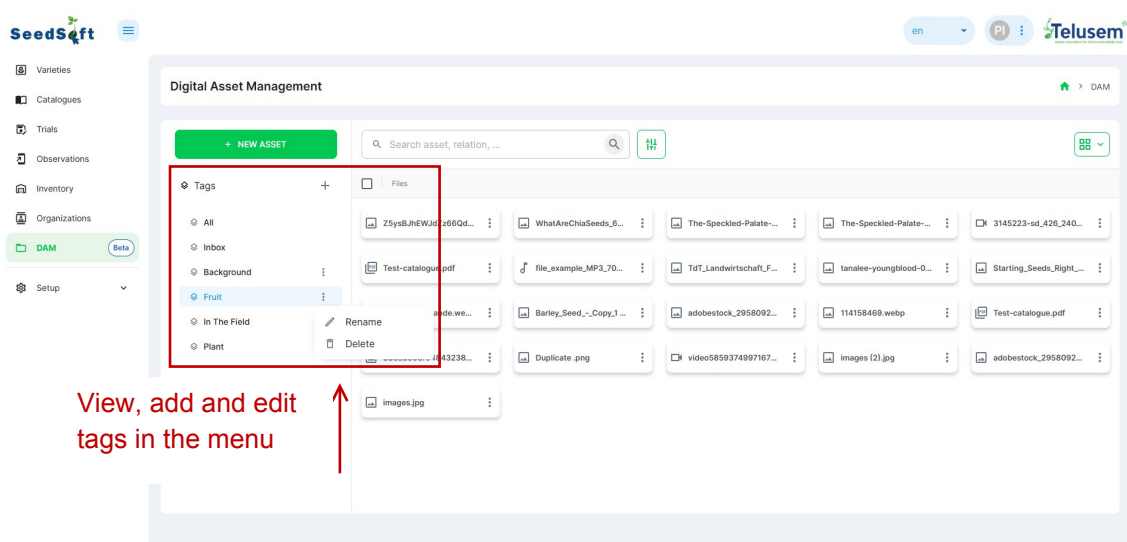 SeedSoft
en
PI
Telusem
Varieties
Catalogues
Trials
Observations
Inventory
Organizations
DAM
Beta
Setup
Digital Asset Management
> DAM
+ NEW ASSET
Search asset, relation, ...
Tags
+
Files
All
Inbox
Background
Fruit
In The Field
Plant
Rename
Delete
WhatAreChiaSeeds_6...
The-Speckled-Palate-...
The-Speckled-Palate-...
3145223-sd_426_240...
Test-catalogue.pdf
file_example_MP3_70...
TdT_Landwirtschaft_F...
tanalee-youngblood-0...
Starting_Seeds_Right_...
Barley_Seed_-_Copy_1 ...
adobestock_2958092...
114158469.webp
Test-catalogue.pdf
Duplicate .png
video5859374997167...
images (2).jpg
adobestock_2958092...
images.jpg
View, add and edit
tags in the menu